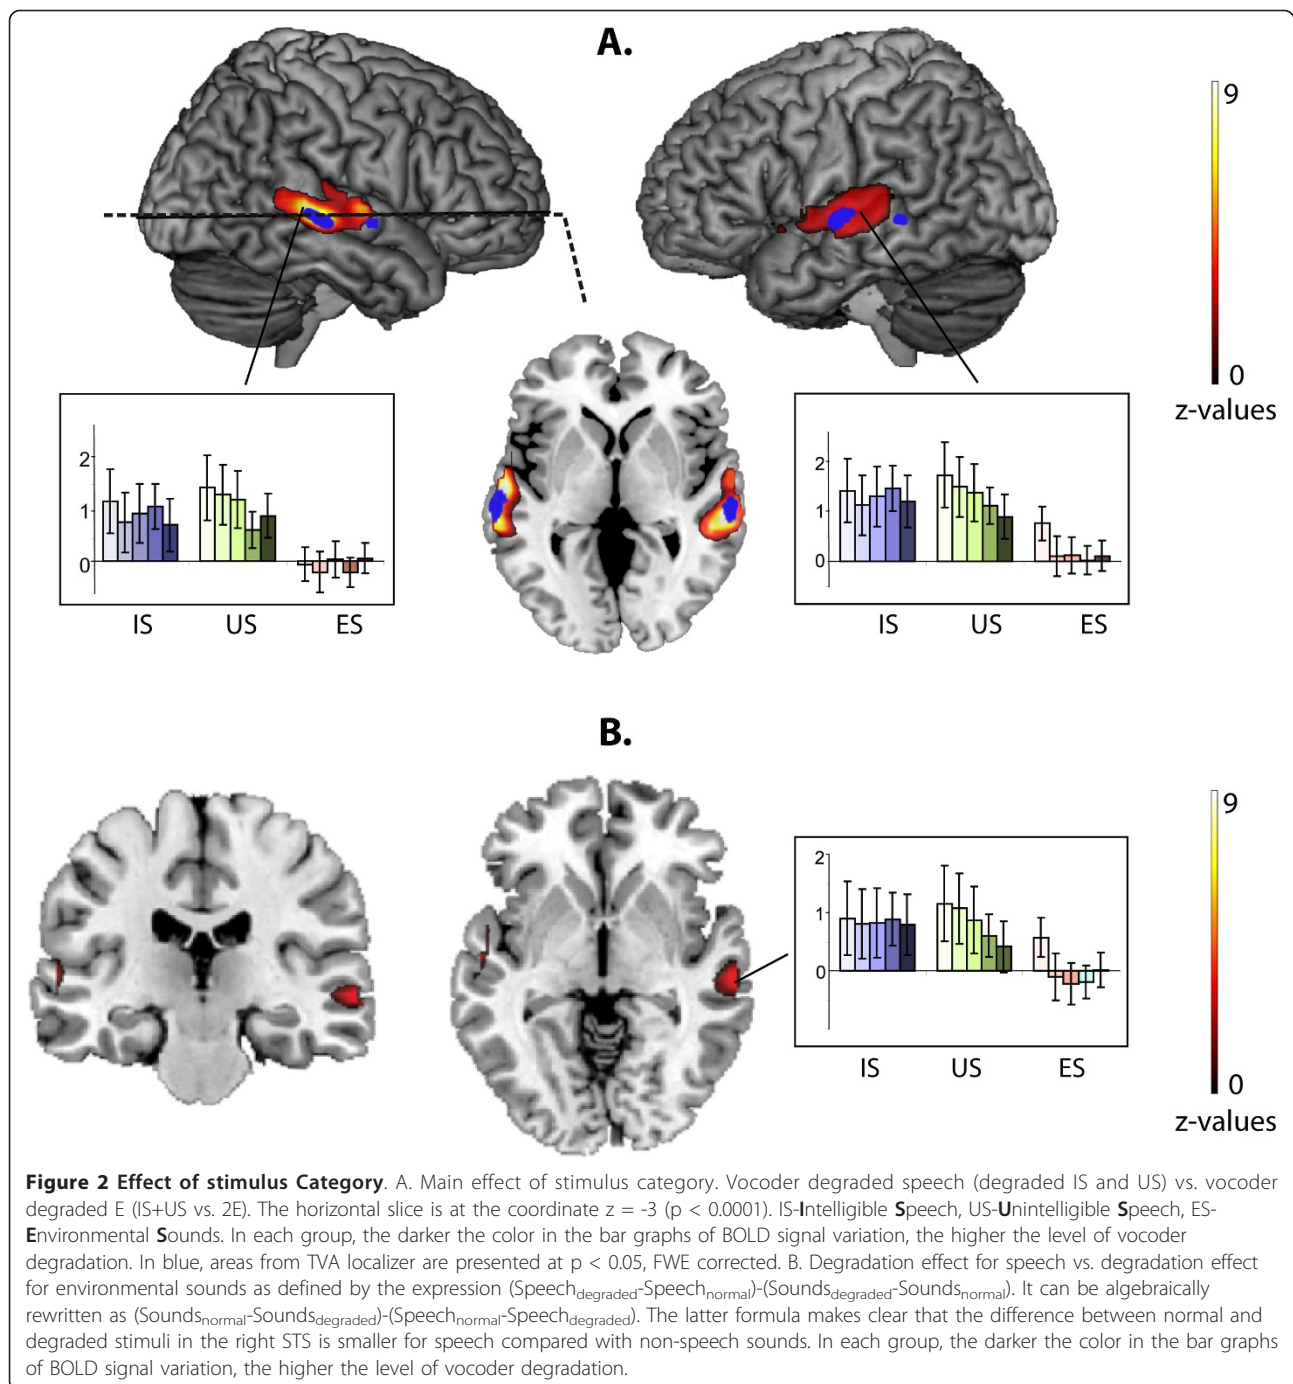 A.
9
0
z-values
2
1
0
IS US ES
2
1
0
IS US ES
B.
9
0
z-values
2
1
0
IS US ES
Figure 2 Effect of stimulus Category. A. Main effect of stimulus category. Vocoder degraded speech (degraded IS and US) vs. vocoder
degraded E (IS+US vs. 2E). The horizontal slice is at the coordinate z = -3 (p < 0.0001). IS-Intelligible Speech, US-Unintelligible Speech, ES-
Environmental Sounds. In each group, the darker the color in the bar graphs of BOLD signal variation, the higher the level of vocoder
degradation. In blue, areas from TVA localizer are presented at p < 0.05, FWE corrected. B. Degradation effect for speech vs. degradation effect
for environmental sounds as defined by the expression (Speechdegraded-Speechnormal)-(Soundsdegraded-Soundsnormal). It can be algebraically
rewritten as (Soundsnormal-Soundsdegraded)-(Speechnormal-Speechdegraded). The latter formula makes clear that the difference between normal and
degraded stimuli in the right STS is smaller for speech compared with non-speech sounds. In each group, the darker the color in the bar graphs
of BOLD signal variation, the higher the level of vocoder degradation.